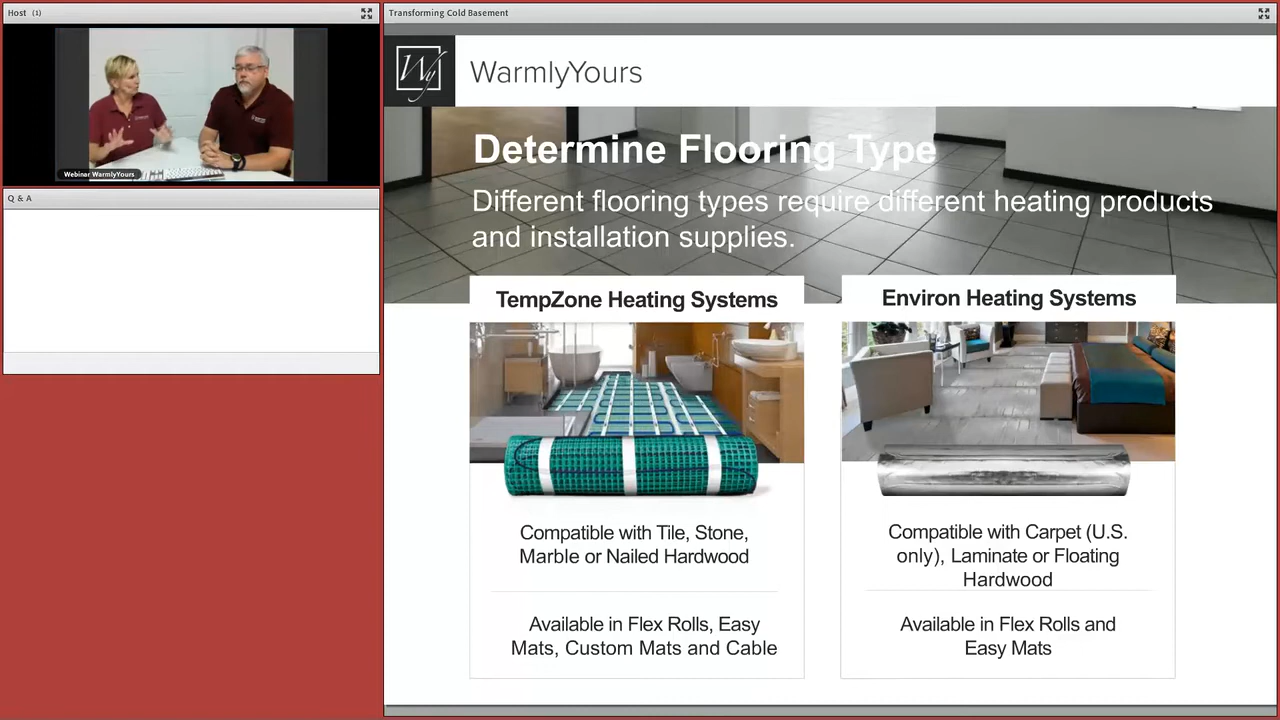 Host (1)
Webinar WarmlyYours
Q & A
Transforming Cold Basement
Wy
WarmlyYours
Determine Flooring Type
Different flooring types require different heating products
and installation supplies.
TempZone Heating Systems
Compatible with Tile, Stone,
Marble or Nailed Hardwood
Available in Flex Rolls, Easy
Mats, Custom Mats and Cable
Environ Heating Systems
Compatible with Carpet (U.S.
only), Laminate or Floating
Hardwood
Available in Flex Rolls and
Easy Mats